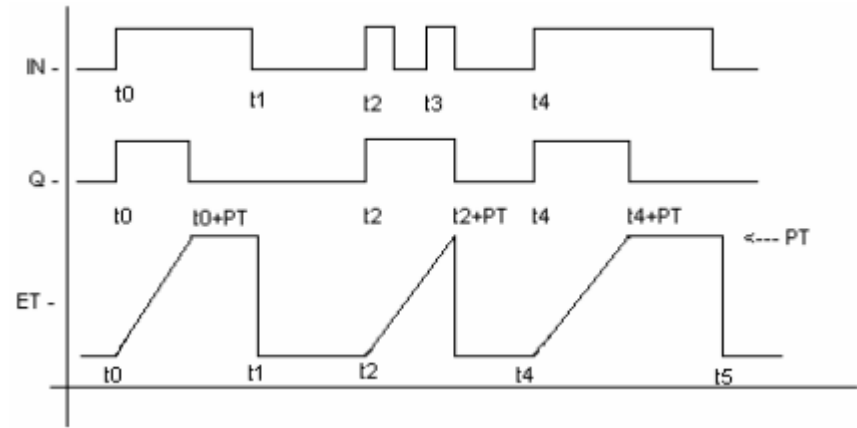 IN -
t0 t1 t2 t3 t4
Q -
t0 t0+PT t2 t2+PT t4 t4+PT
<--- PT
ET -
t0 t1 t2 t4 t5